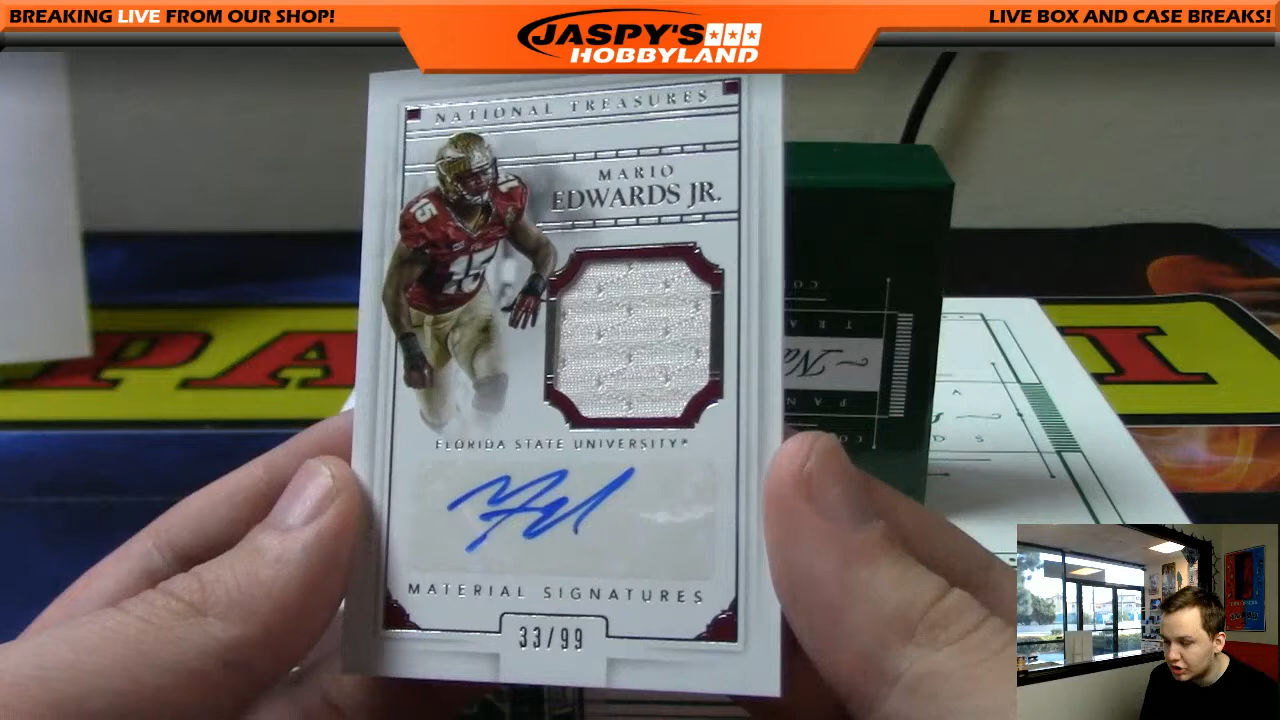 BREAKING LIVE FROM OUR SHOP!
JASPY'S
HOBBYLAND
LIVE BOX AND CASE BREAKS!
NATIONAL TREASURES
MARIO
EDWARDS JR.
15
15
FLORIDA STATE UNIVERSITY
MATERIAL SIGNATURES
33/99